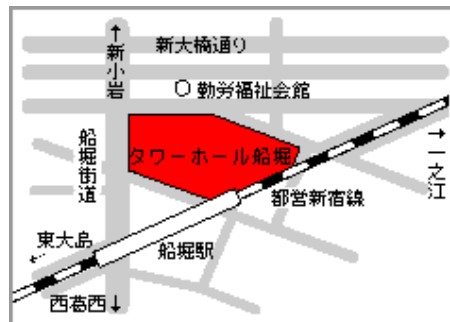 ↑新小岩
新大橋通り
勤労福祉会館
船堀街道
タワーホール船堀
→一之江
都営新宿線
東大島
←
船堀駅
西葛西↓